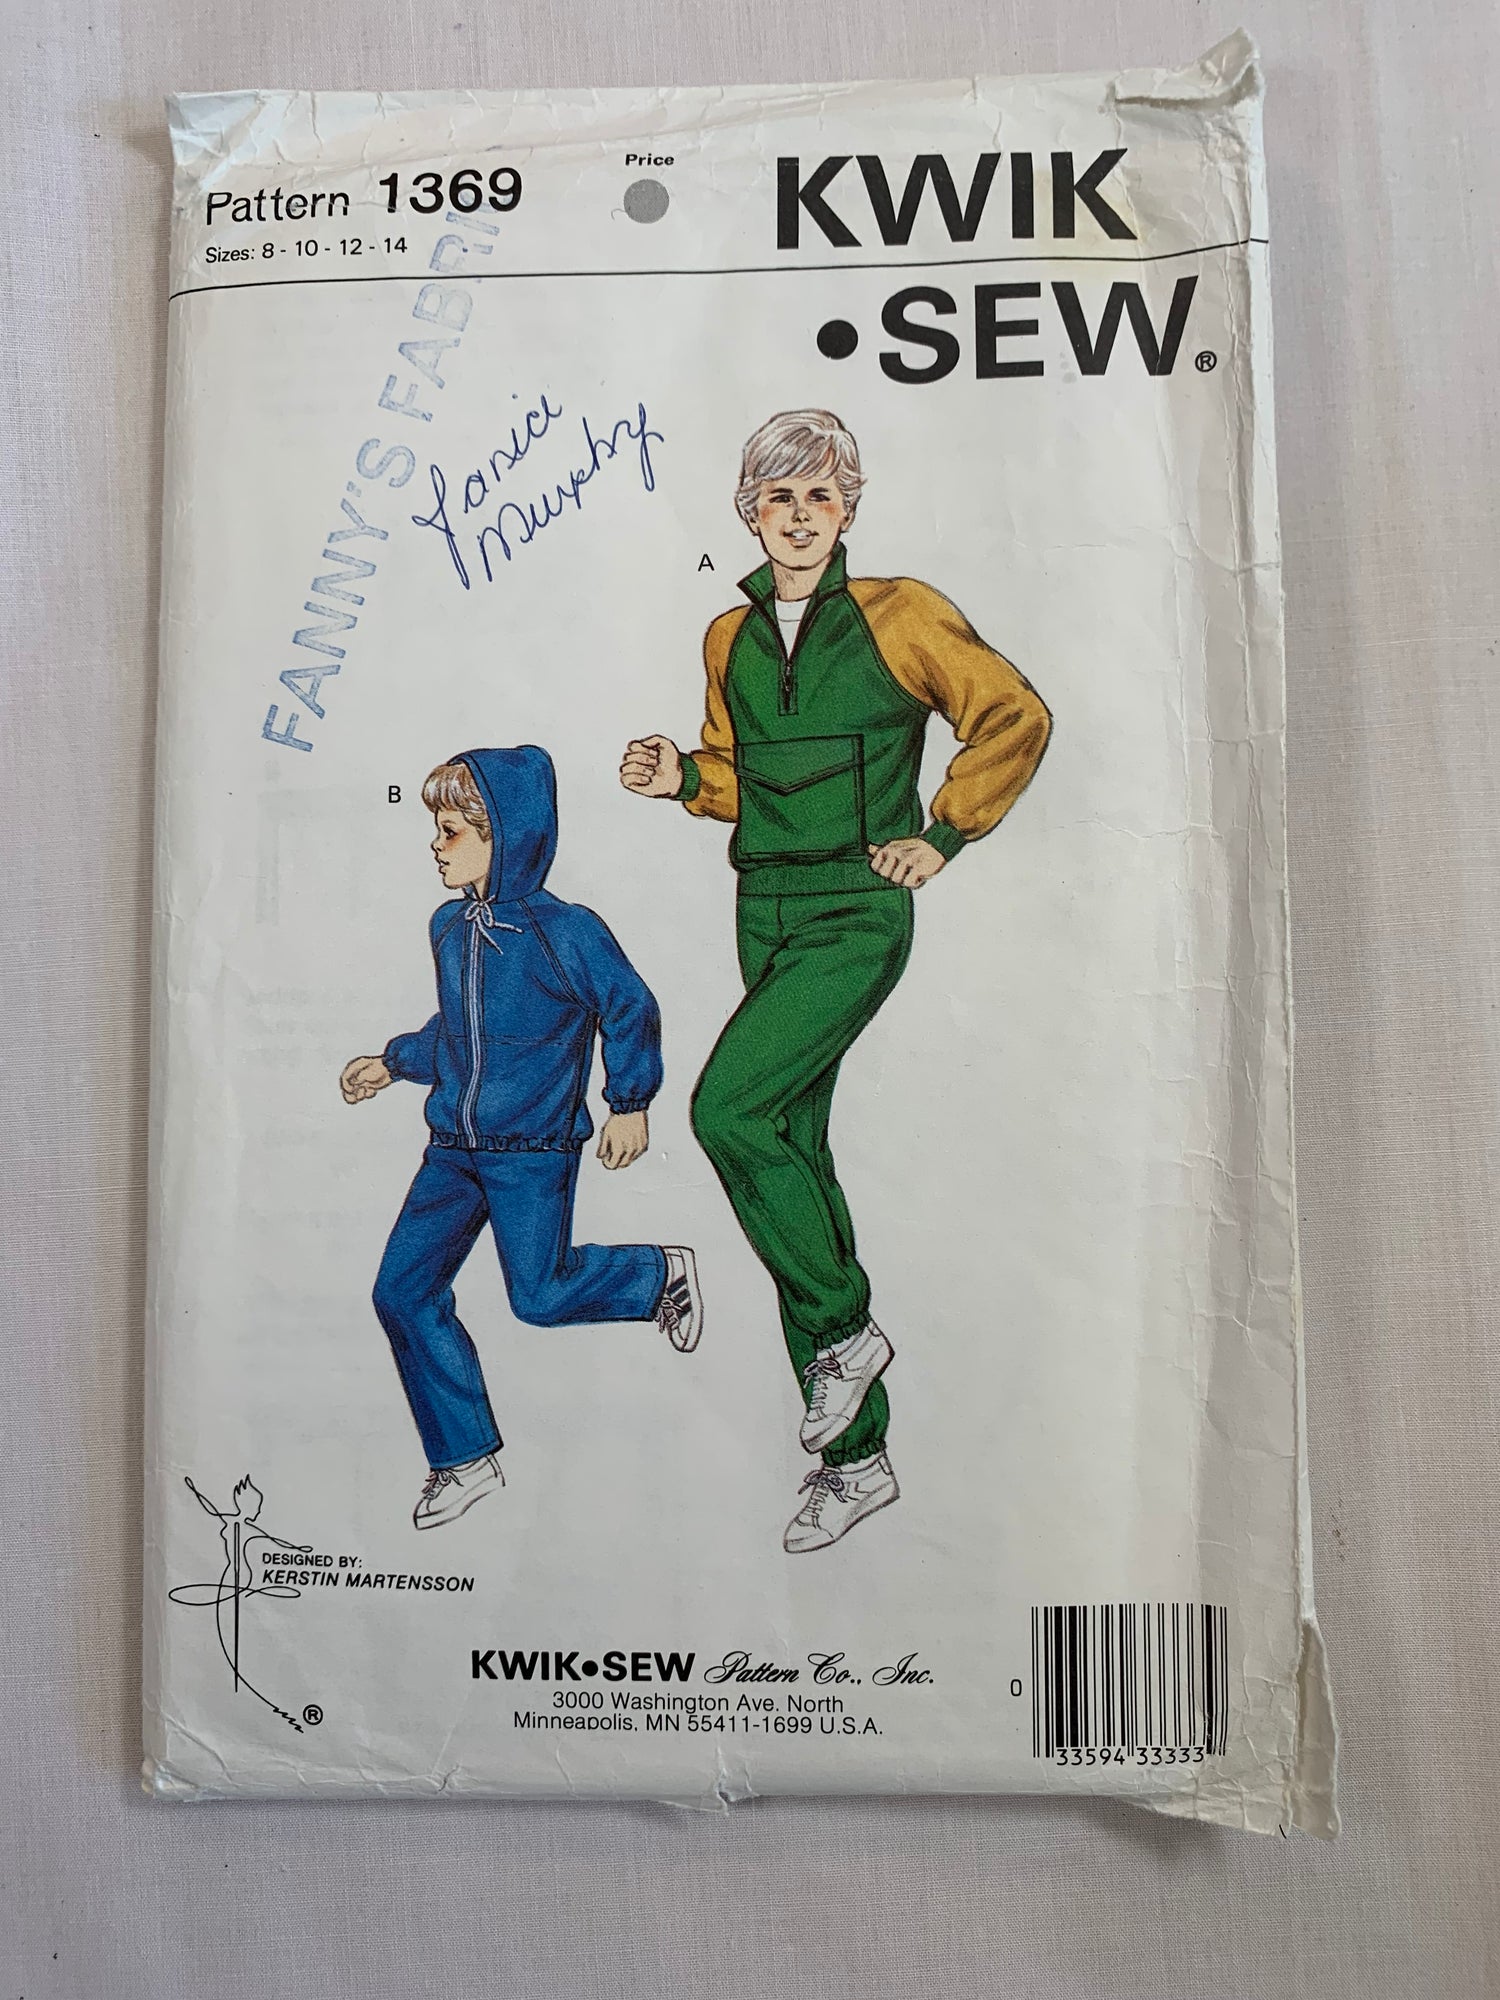 Pattern 1369
Sizes: 8 - 10 - 12 - 14
Price
KWIK
•SEW®
FANNY'S FABRI
Janice
Murphy
A
B
DESIGNED BY:
KERSTIN MARTENSSON
®
KWIK•SEW Pattern Co., Inc.
3000 Washington Ave. North
Minneapolis, MN 55411-1699 U.S.A.
0 33594 33333